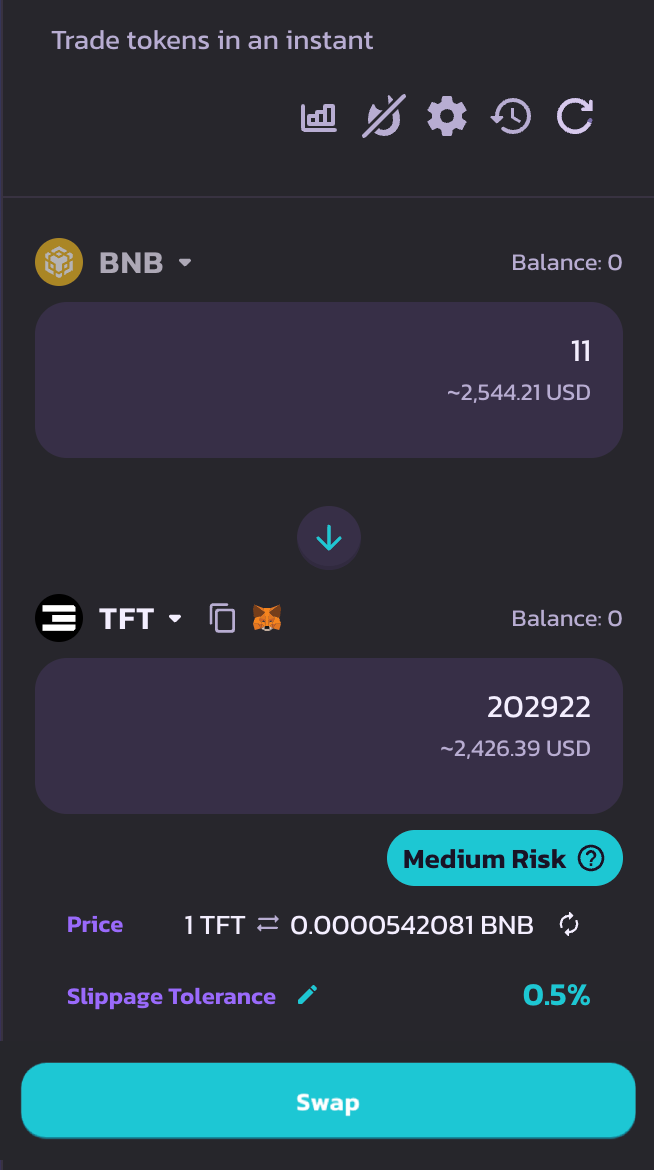 Trade tokens in an instant
BNB Balance: 0
11
~2,544.21 USD
TFT Balance: 0
202922
~2,426.39 USD
Medium Risk ?
Price 1 TFT ⇄ 0.0000542081 BNB
Slippage Tolerance 0.5%
Swap